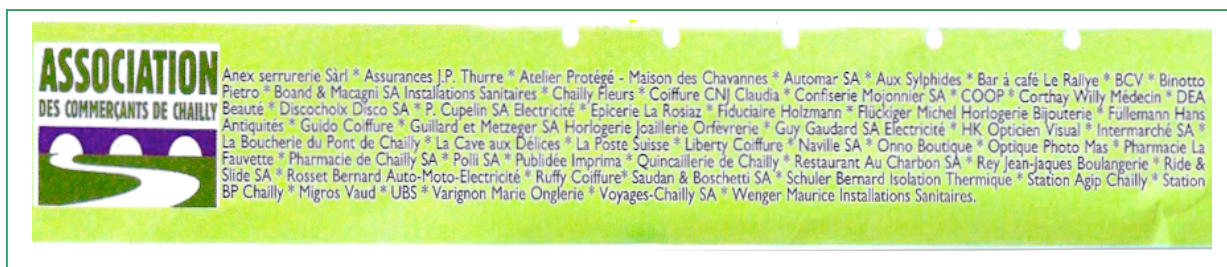 ASSOCIATION
DES COMMERÇANTS DE CHAILLY
Anex serrurerie Sàrl * Assurances J.P. Thurre * Atelier Protégé - Maison des Chavannes * Automar SA * Aux Sylphides * Bar à café Le Rallye * BCV * Binotto
Pietro * Boand & Macagni SA Installations Sanitaires * Chailly Fleurs * Coiffure CNJ Claudia * Confiserie Mojonnier SA * COOP * Corthay Willy Médecin * DEA
Beauté * Discochoix Disco SA * P. Cupelin SA Electricité * Epicerie La Rosiaz * Fiduciaire Holzmann * Flückiger Michel Horlogerie Bijouterie * Füllemann Hans
Antiquités * Guido Coiffure * Guillard et Metzeger SA Horlogerie Joaillerie Orfèvrerie * Guy Gaudard SA Electricité * HK Opticien Visual * Intermarché SA *
La Boucherie du Pont de Chailly * La Cave aux Délices * La Poste Suisse * Liberty Coiffure * Naville SA * Onno Boutique * Optique Photo Mas * Pharmacie La
Fauvette * Pharmacie de Chailly SA * Polli SA * Publidée Imprima * Quincaillerie de Chailly * Restaurant Au Charbon SA * Rey Jean-Jaques Boulangerie * Ride &
Slide SA * Rosset Bernard Auto-Moto-Electricité * Ruffy Coiffure* Saudan & Boschetti SA * Schuler Bernard Isolation Thermique * Station Agip Chailly * Station
BP Chailly * Migros Vaud * UBS * Varignon Marie Onglerie * Voyages-Chailly SA * Wenger Maurice Installations Sanitaires.